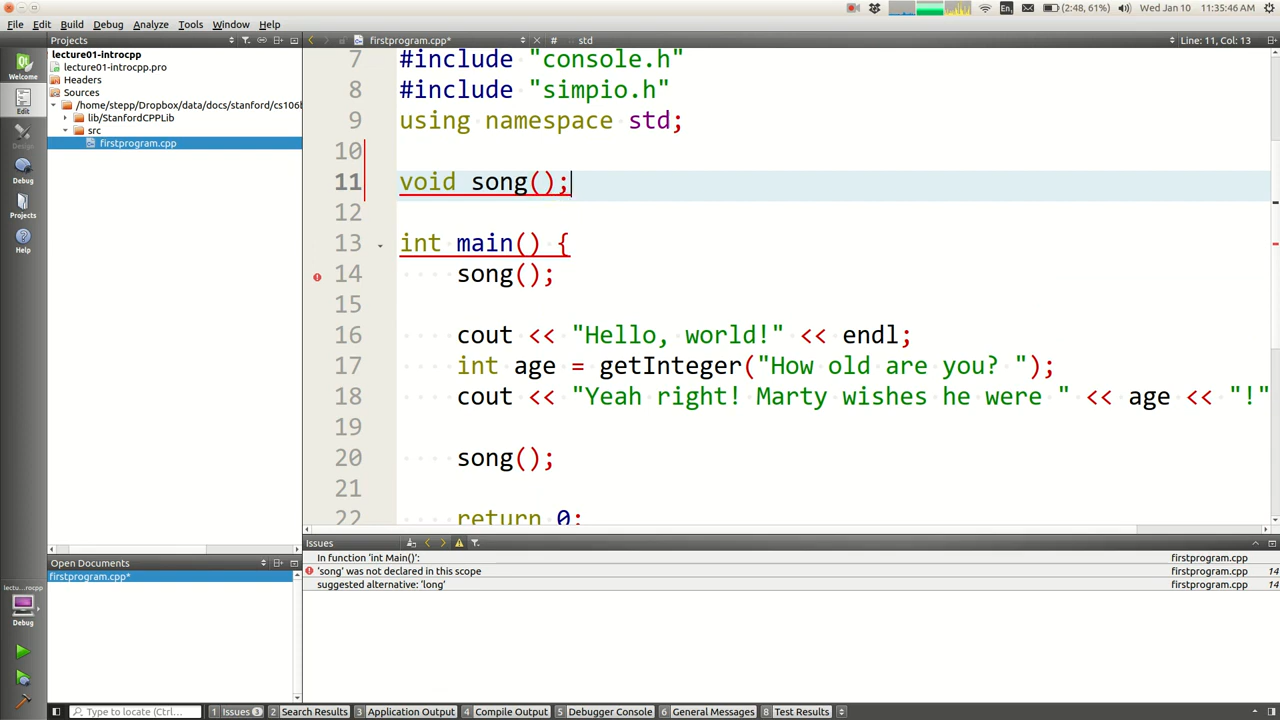 (2:48, 61%) Wed Jan 10 11:35:46 AM
En
File Edit Build Debug Analyze Tools Window Help
Projects
firstprogram.cpp*
#
std
Line: 11, Col: 13
lecture01-introcpp
lecture01-introcpp.pro
Headers
Sources
/home/stepp/Dropbox/data/docs/stanford/cs106b
lib/StanfordCPPLib
src
firstprogram.cpp
Welcome
Edit
Design
Debug
Projects
Help
7 #include "console.h"
8 #include "simpio.h"
9 using namespace std;
10
11 void song();
12
13 int main() {
14 song();
15
16 cout << "Hello, world!" << endl;
17 int age = getInteger("How old are you? ");
18 cout << "Yeah right! Marty wishes he were " << age << "!"
19
20 song();
21
22 return 0;
Issues
In function 'int Main()': firstprogram.cpp
'song' was not declared in this scope firstprogram.cpp 14
suggested alternative: 'long' firstprogram.cpp 14
Open Documents
firstprogram.cpp*
lectu...rocpp
Debug
Type to locate (Ctrl...
1 Issues 3 2 Search Results 3 Application Output 4 Compile Output 5 Debugger Console 6 General Messages 8 Test Results